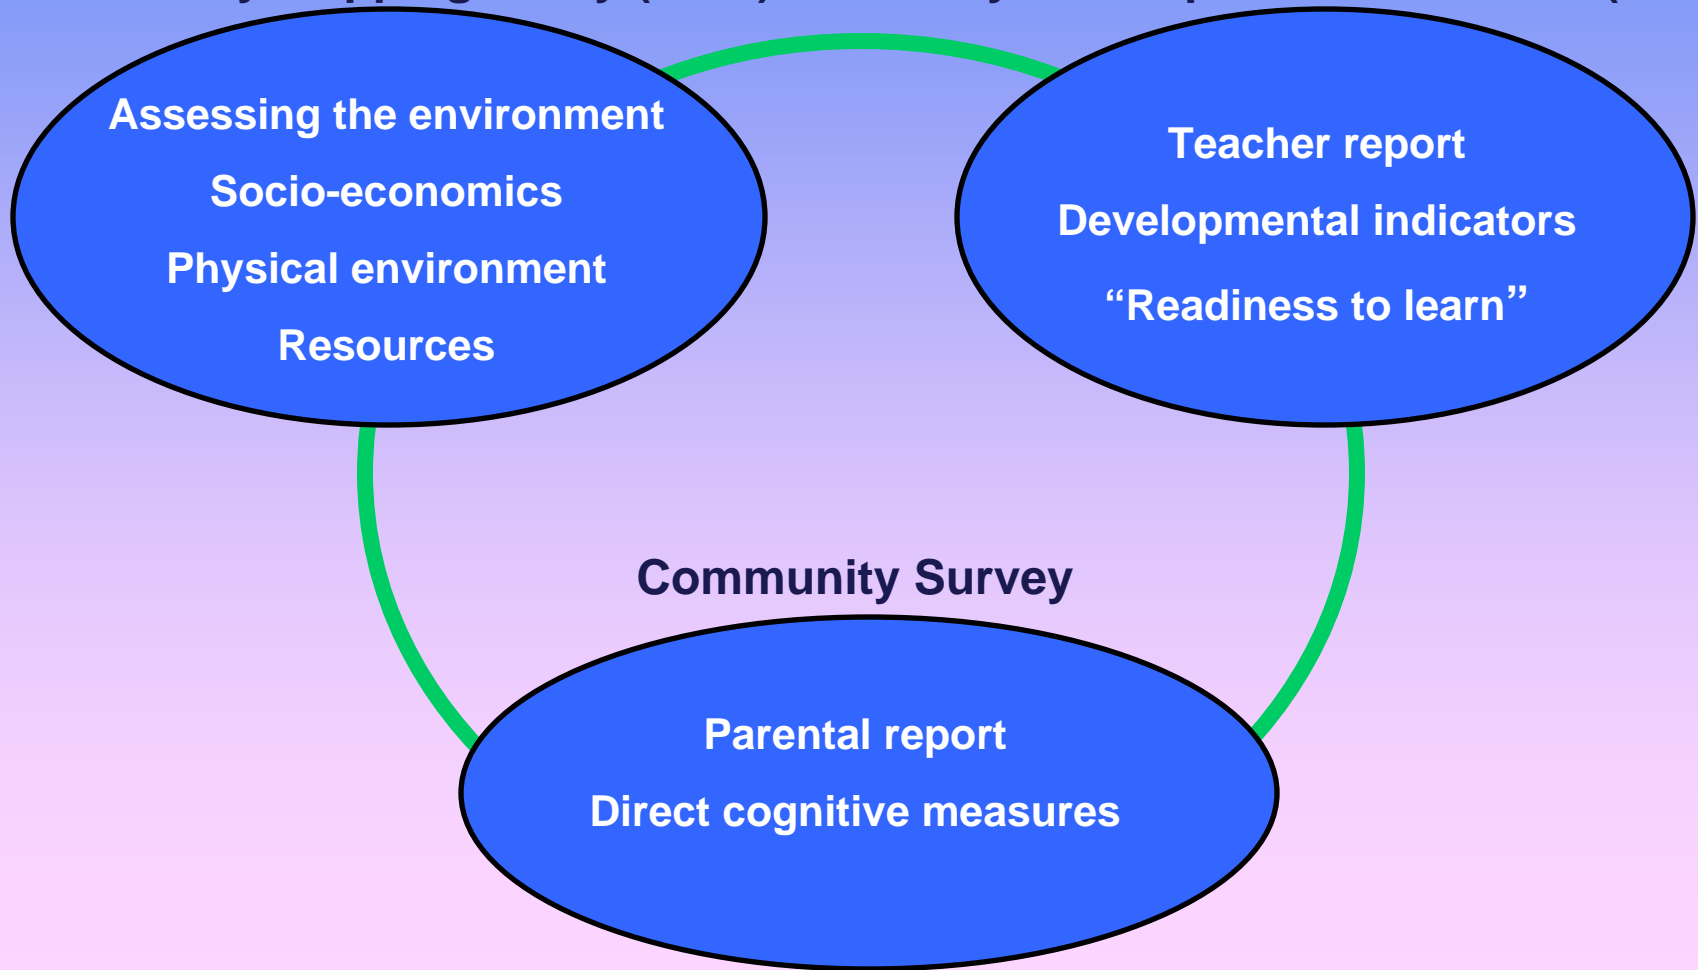 Assessing the environment
Socio-economics
Physical environment
Resources
Teacher report
Developmental indicators
“Readiness to learn”
Community Survey
Parental report
Direct cognitive measures